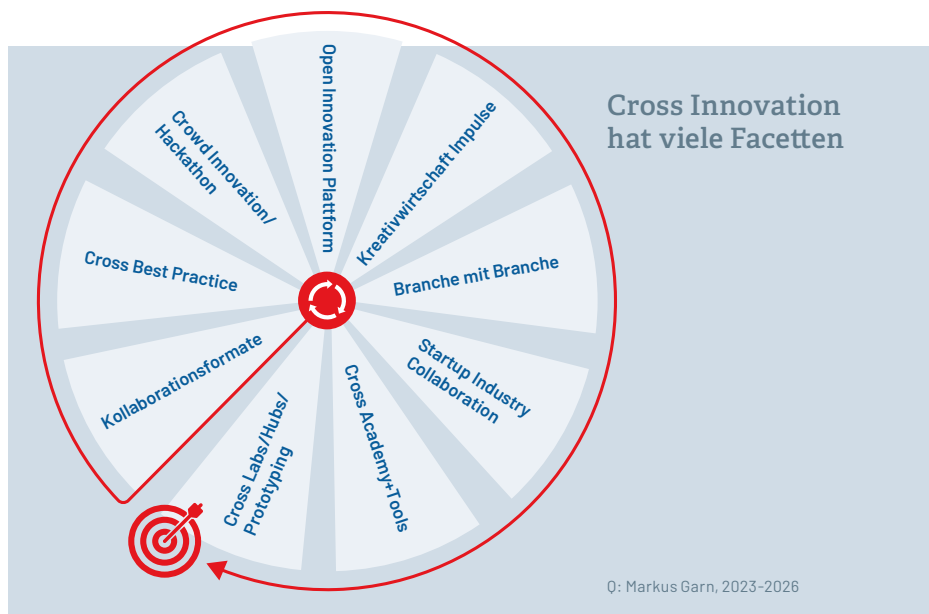 Cross Innovation
hat viele Facetten
Open Innovation Plattform
Kreativwirtschaft Impulse
Branche mit Branche
Startup Industry
Collaboration
Cross Academy+Tools
Cross Labs/Hubs/
Prototyping
Kollaborationsformate
Cross Best Practice
Crowd Innovation/
Hackathon
Q: Markus Garn, 2023-2026